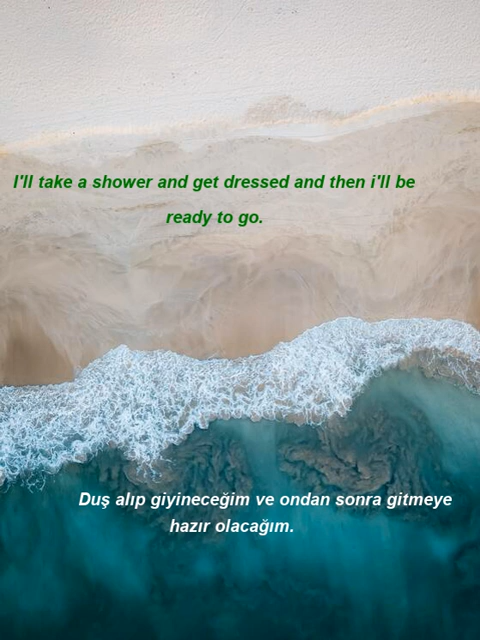 I'll take a shower and get dressed and then i'll be
ready to go.
Duş alıp giyineceğim ve ondan sonra gitmeye
hazır olacağım.